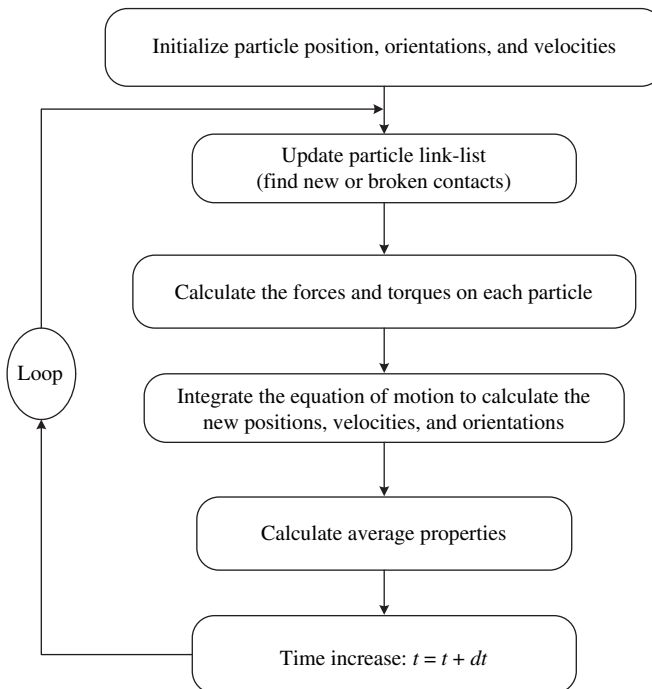 Initialize particle position, orientations, and velocities
Update particle link-list
(find new or broken contacts)
Calculate the forces and torques on each particle
Loop
Integrate the equation of motion to calculate the
new positions, velocities, and orientations
Calculate average properties
Time increase: t = t + dt